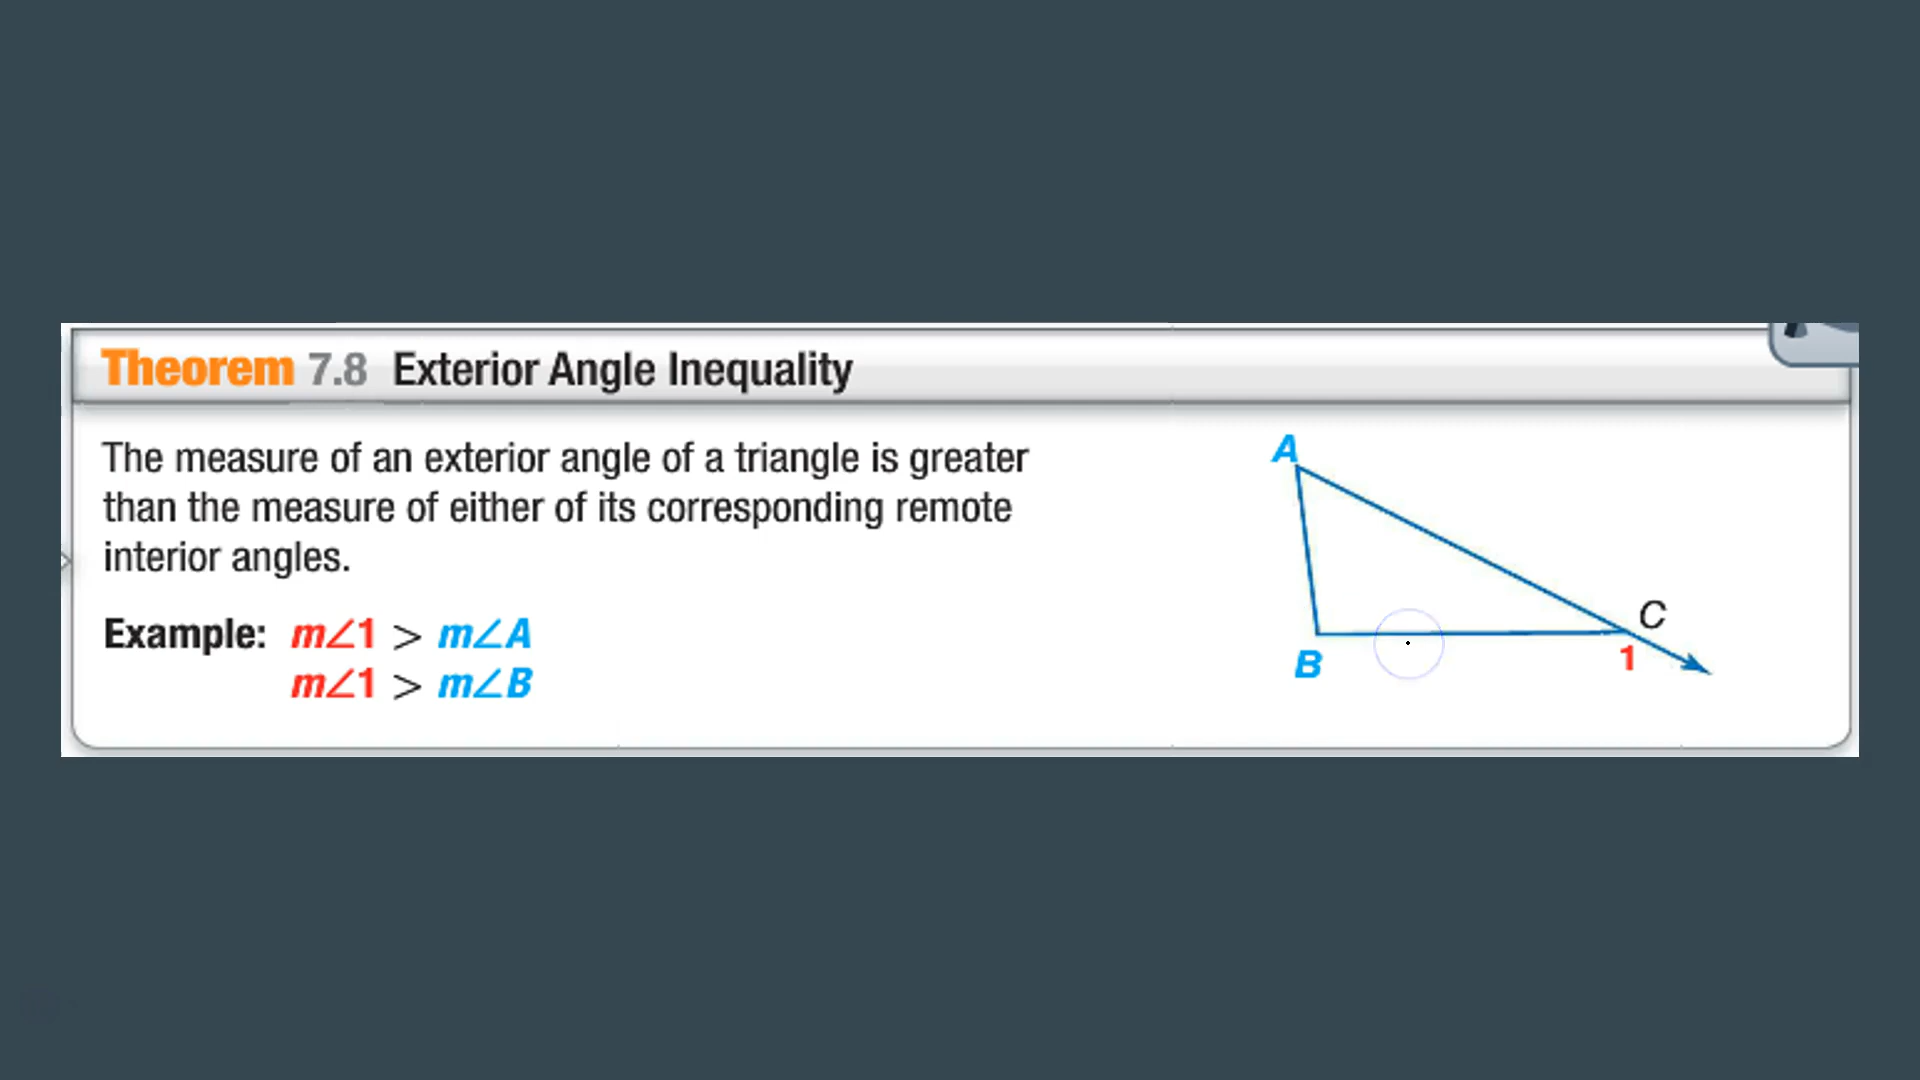 Theorem 7.8 Exterior Angle Inequality
The measure of an exterior angle of a triangle is greater
than the measure of either of its corresponding remote
interior angles.
Example: m∠1 > m∠A
m∠1 > m∠B
A
C
B
1